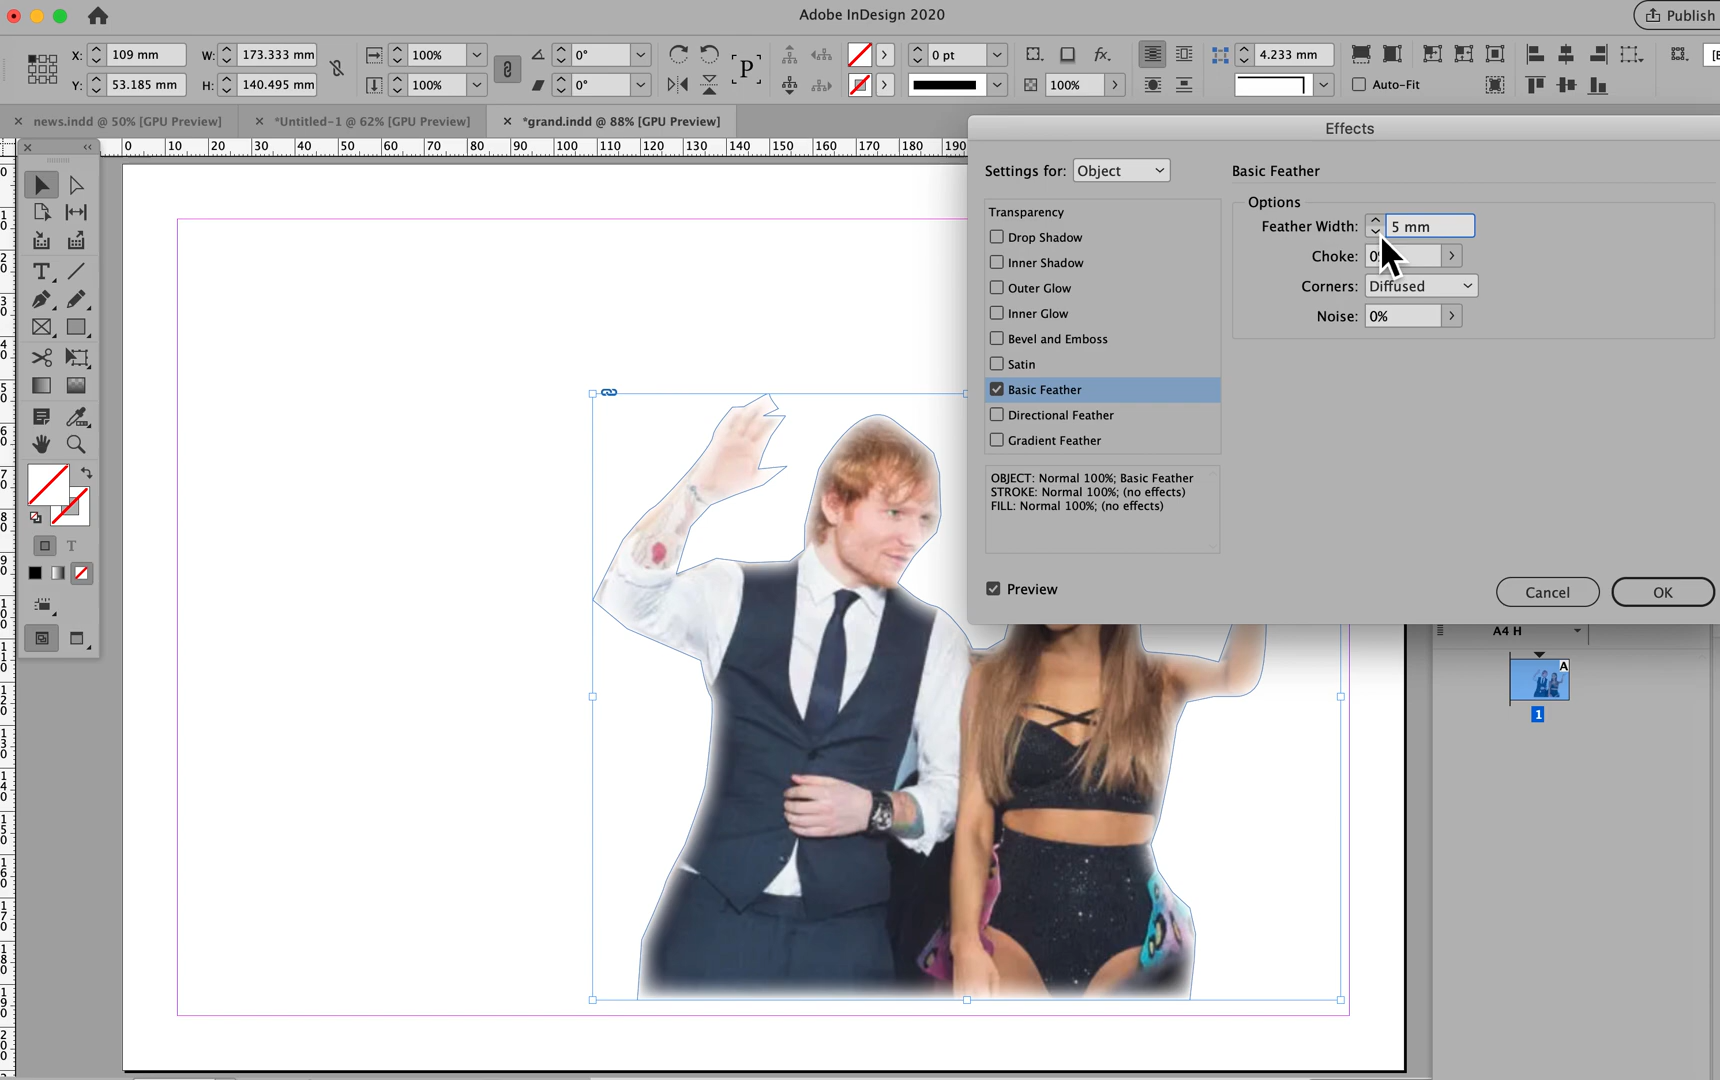 Adobe InDesign 2020
Publish
X: 109 mm W: 173.333 mm 100% 0° 0 pt 4.233 mm
Y: 53.185 mm H: 140.495 mm 100% 0° 100% Auto-Fit
P
fx
news.indd @ 50% [GPU Preview] *Untitled-1 @ 62% [GPU Preview] *grand.indd @ 88% [GPU Preview]
0 10 20 30 40 50 60 70 80 90 100 110 120 130 140 150 160 170 180 190
Effects
Settings for: Object
Basic Feather
Options
Transparency
Drop Shadow
Inner Shadow
Outer Glow
Inner Glow
Bevel and Emboss
Satin
Basic Feather
Directional Feather
Gradient Feather
Feather Width: 5 mm
Choke:
Corners: Diffused
Noise: 0%
OBJECT: Normal 100%; Basic Feather
STROKE: Normal 100%; (no effects)
FILL: Normal 100%; (no effects)
Preview
Cancel OK
A4 H
A
1
T
T